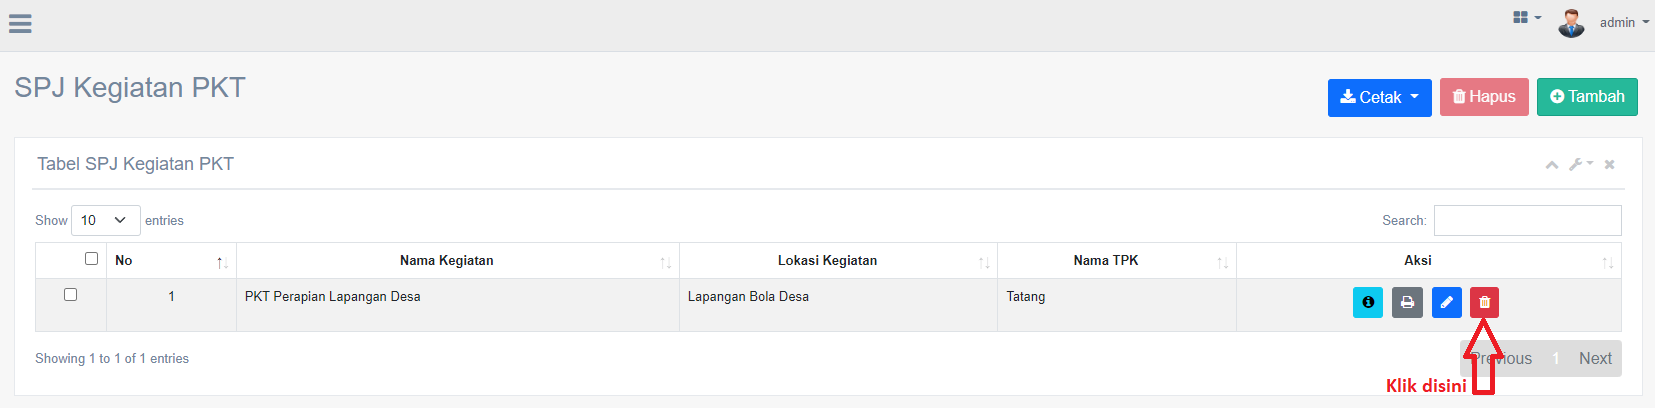 admin
SPJ Kegiatan PKT
Cetak Hapus Tambah
Tabel SPJ Kegiatan PKT
Show 10 entries Search:
No Nama Kegiatan Lokasi Kegiatan Nama TPK Aksi
1 PKT Perapian Lapangan Desa Lapangan Bola Desa Tatang
Showing 1 to 1 of 1 entries Previous 1 Next
Klik disini